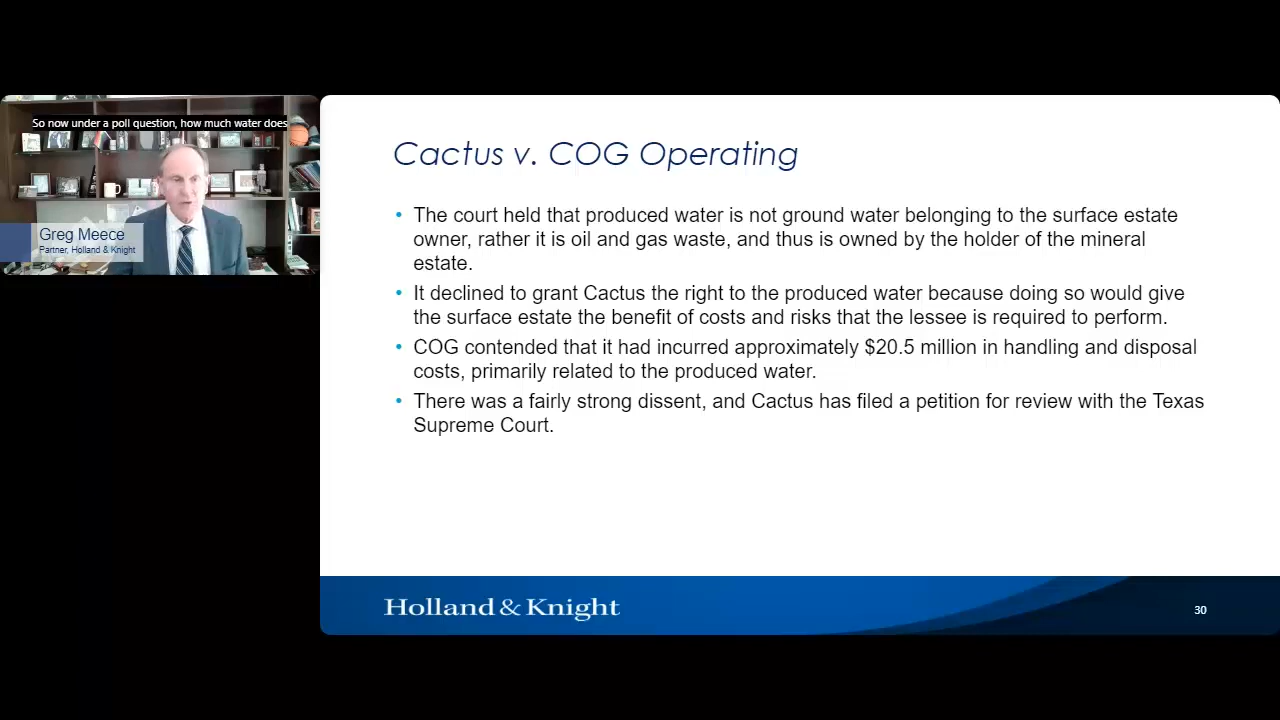 So now under a poll question, how much water does
Greg Meece
Partner, Holland & Knight
Cactus v. COG Operating
• The court held that produced water is not ground water belonging to the surface estate
owner, rather it is oil and gas waste, and thus is owned by the holder of the mineral
estate.
• It declined to grant Cactus the right to the produced water because doing so would give
the surface estate the benefit of costs and risks that the lessee is required to perform.
• COG contended that it had incurred approximately $20.5 million in handling and disposal
costs, primarily related to the produced water.
• There was a fairly strong dissent, and Cactus has filed a petition for review with the Texas
Supreme Court.
Holland & Knight
30